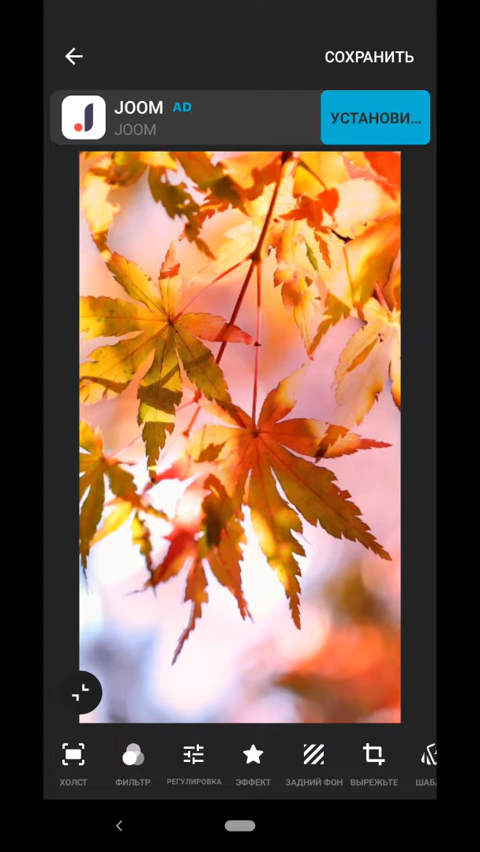 СОХРАНИТЬ
JOOM AD
JOOM
УСТАНОВИ...
ХОЛСТ
ФИЛЬТР
РЕГУЛИРОВКА
ЭФФЕКТ
ЗАДНИЙ ФОН
ВЫРЕЖЬТЕ